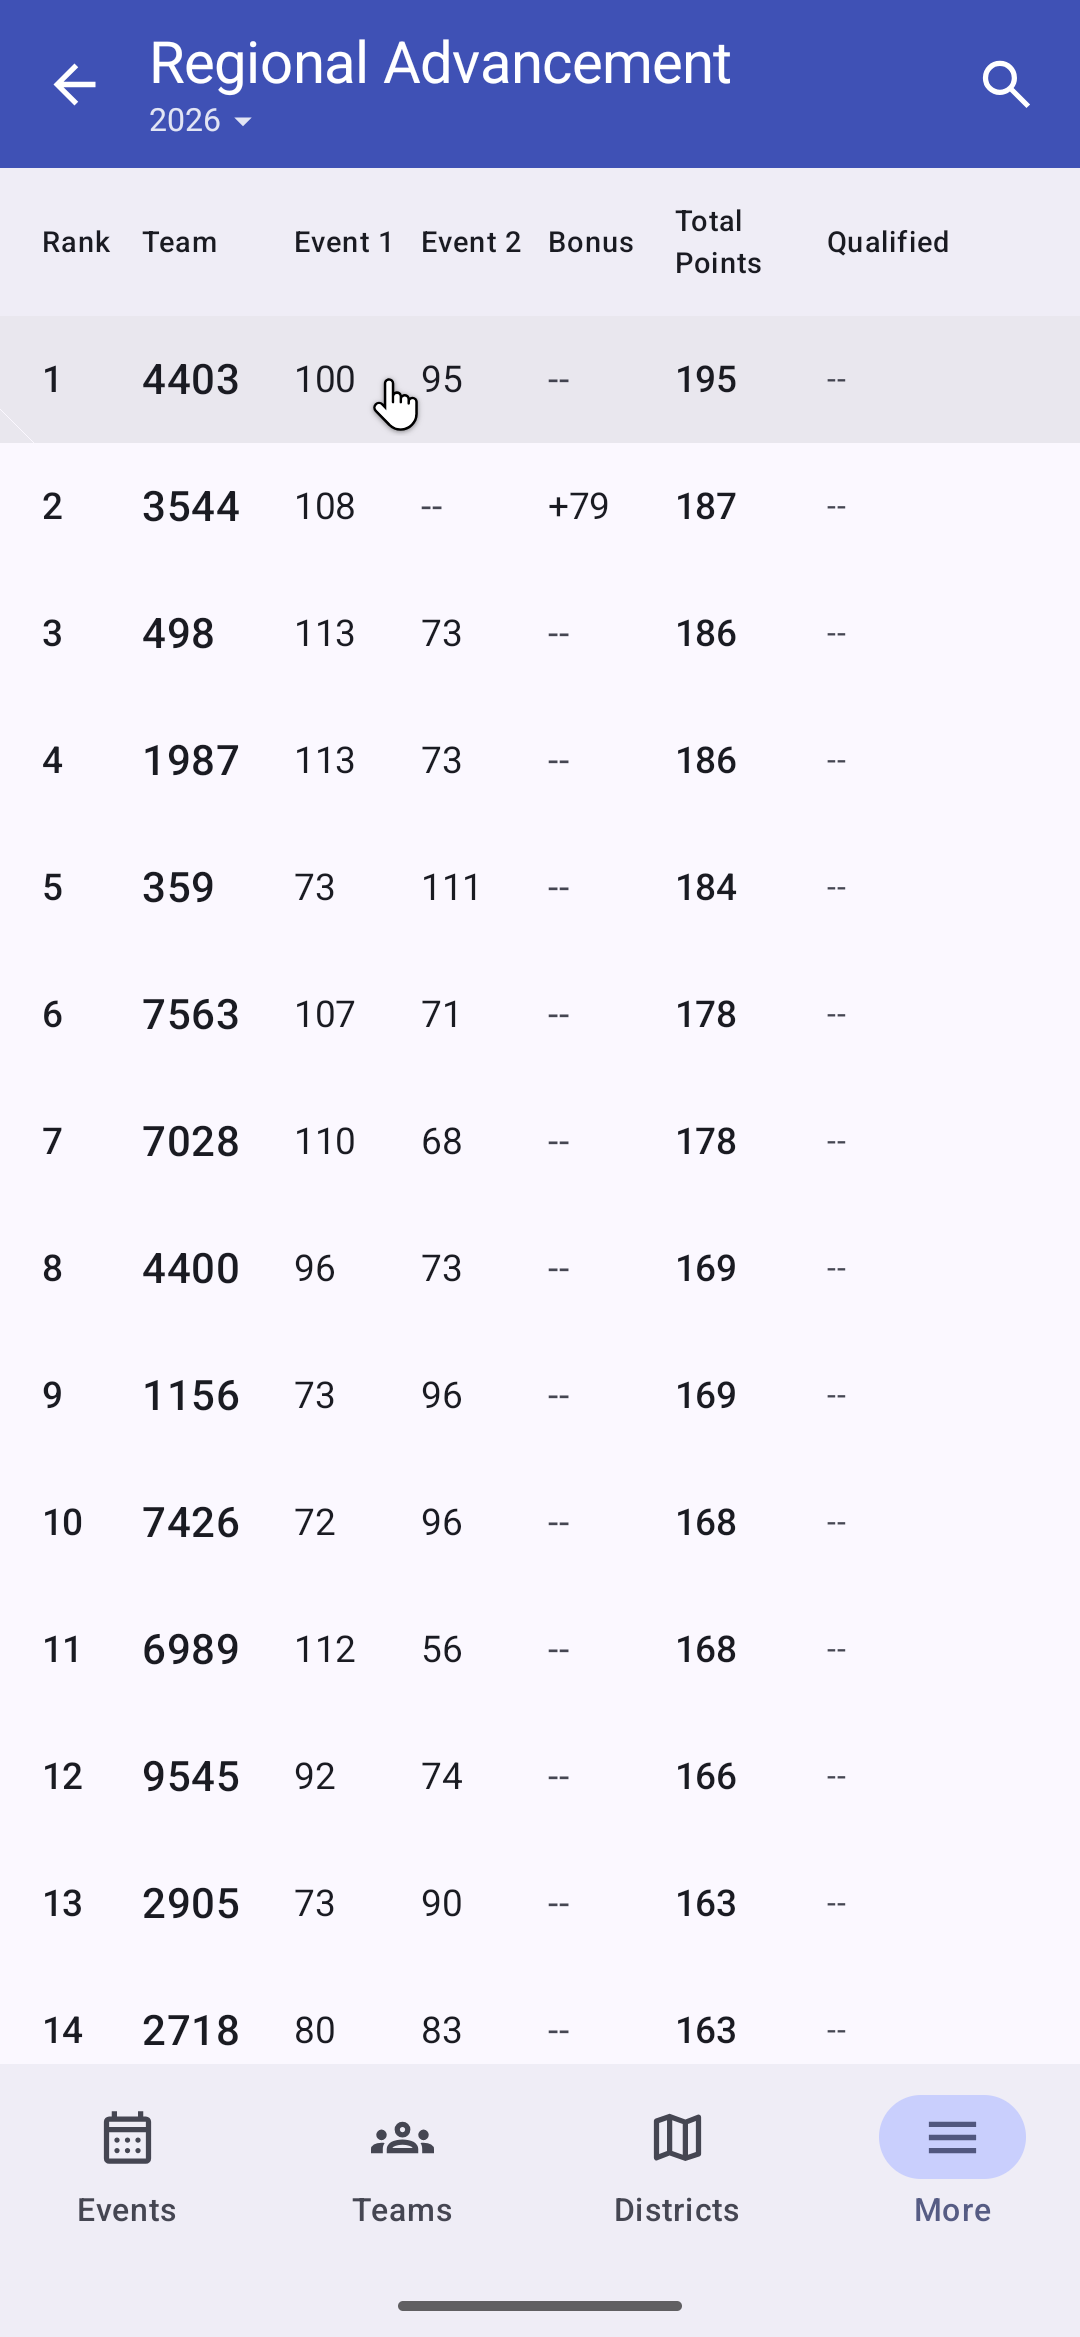 Regional Advancement
2026
Rank Team Event 1 Event 2 Bonus Total Points Qualified
1 4403 100 95 -- 195 --
2 3544 108 -- +79 187 --
3 498 113 73 -- 186 --
4 1987 113 73 -- 186 --
5 359 73 111 -- 184 --
6 7563 107 71 -- 178 --
7 7028 110 68 -- 178 --
8 4400 96 73 -- 169 --
9 1156 73 96 -- 169 --
10 7426 72 96 -- 168 --
11 6989 112 56 -- 168 --
12 9545 92 74 -- 166 --
13 2905 73 90 -- 163 --
14 2718 80 83 -- 163 --
Events Teams Districts More